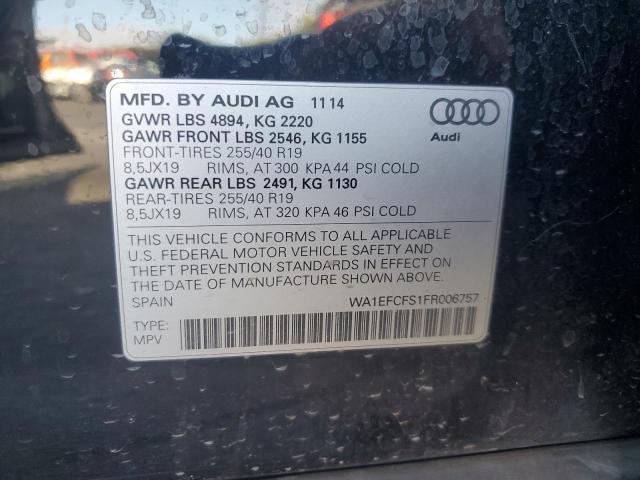 MFD. BY AUDI AG 11 14
GVWR LBS 4894, KG 2220
GAWR FRONT LBS 2546, KG 1155
FRONT-TIRES 255/40 R19
8,5JX19 RIMS, AT 300 KPA 44 PSI COLD
GAWR REAR LBS 2491, KG 1130
REAR-TIRES 255/40 R19
8,5JX19 RIMS, AT 320 KPA 46 PSI COLD
Audi
THIS VEHICLE CONFORMS TO ALL APPLICABLE
U.S. FEDERAL MOTOR VEHICLE SAFETY AND
THEFT PREVENTION STANDARDS IN EFFECT ON
THE DATE OF MANUFACTURE SHOWN ABOVE.
SPAIN WA1EFCFS1FR006757
TYPE:
MPV